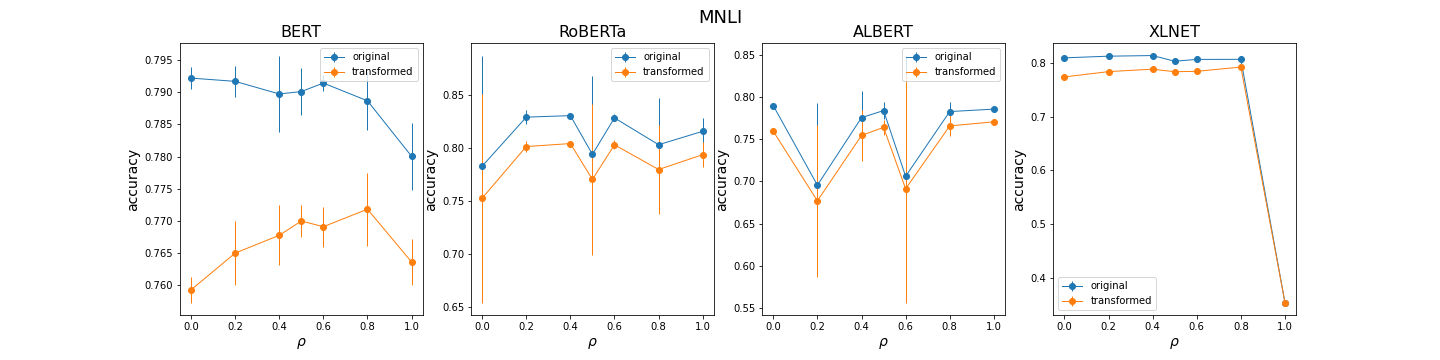 MNLI
BERT
original
transformed
0.795
0.790
0.785
0.780
0.775
0.770
0.765
0.760
accuracy
0.0 0.2 0.4 0.6 0.8 1.0
ρ
RoBERTa
original
transformed
0.85
0.80
0.75
0.70
0.65
accuracy
0.0 0.2 0.4 0.6 0.8 1.0
ρ
ALBERT
original
transformed
0.85
0.80
0.75
0.70
0.65
0.60
0.55
accuracy
0.0 0.2 0.4 0.6 0.8 1.0
ρ
XLNET
0.8
0.7
0.6
0.5
0.4
accuracy
original
transformed
0.0 0.2 0.4 0.6 0.8 1.0
ρ